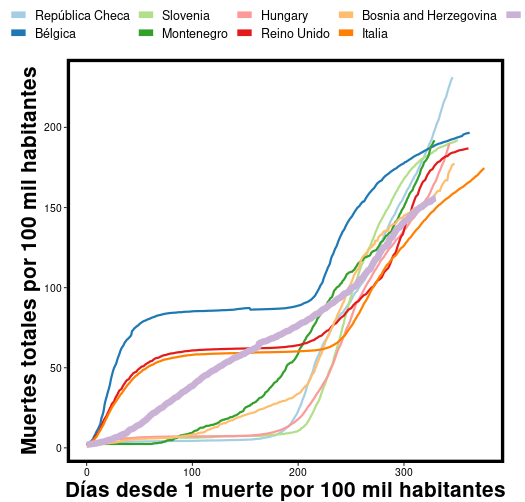 República Checa Slovenia Hungary Bosnia and Herzegovina
Bélgica Montenegro Reino Unido Italia
Muertes totales por 100 mil habitantes
200
150
100
50
0
0 100 200 300
Días desde 1 muerte por 100 mil habitantes